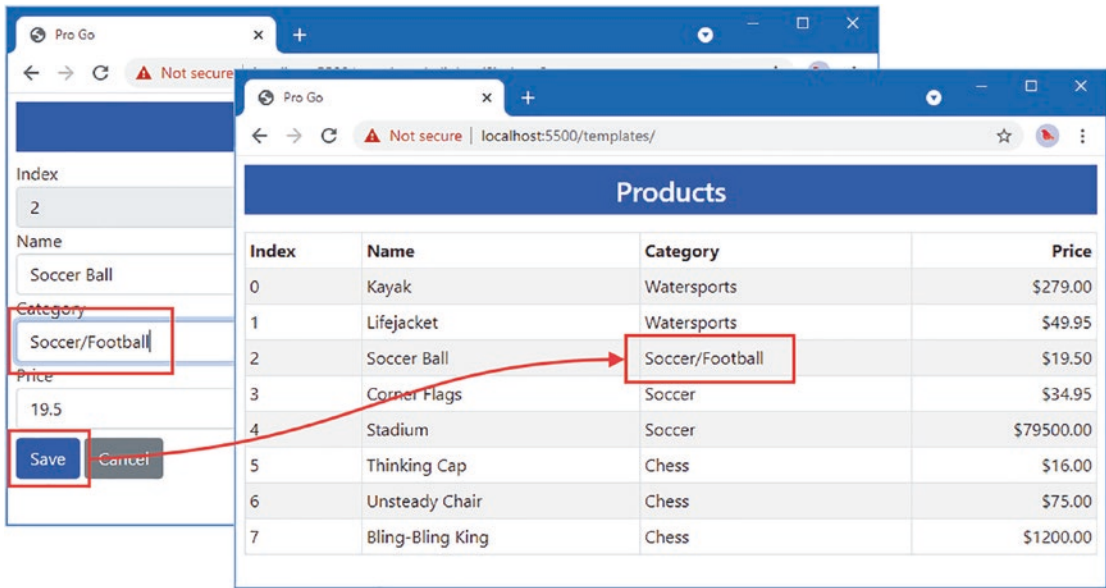 Pro Go
Not secure
Index
2
Name
Soccer Ball
Category
Soccer/Football
Price
19.5
Save
Cancel
Pro Go
Not secure | localhost:5500/templates/
Products
Index Name Category Price
0 Kayak Watersports $279.00
1 Lifejacket Watersports $49.95
2 Soccer Ball Soccer/Football $19.50
3 Corner Flags Soccer $34.95
4 Stadium Soccer $79500.00
5 Thinking Cap Chess $16.00
6 Unsteady Chair Chess $75.00
7 Bling-Bling King Chess $1200.00